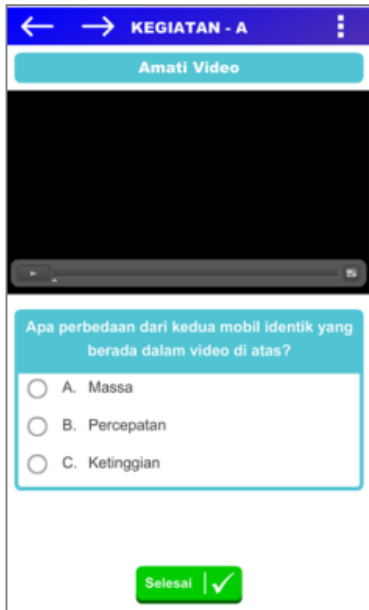 KEGIATAN - A
Amati Video
Apa perbedaan dari kedua mobil identik yang
berada dalam video di atas?
A. Massa
B. Percepatan
C. Ketinggian
Selesai